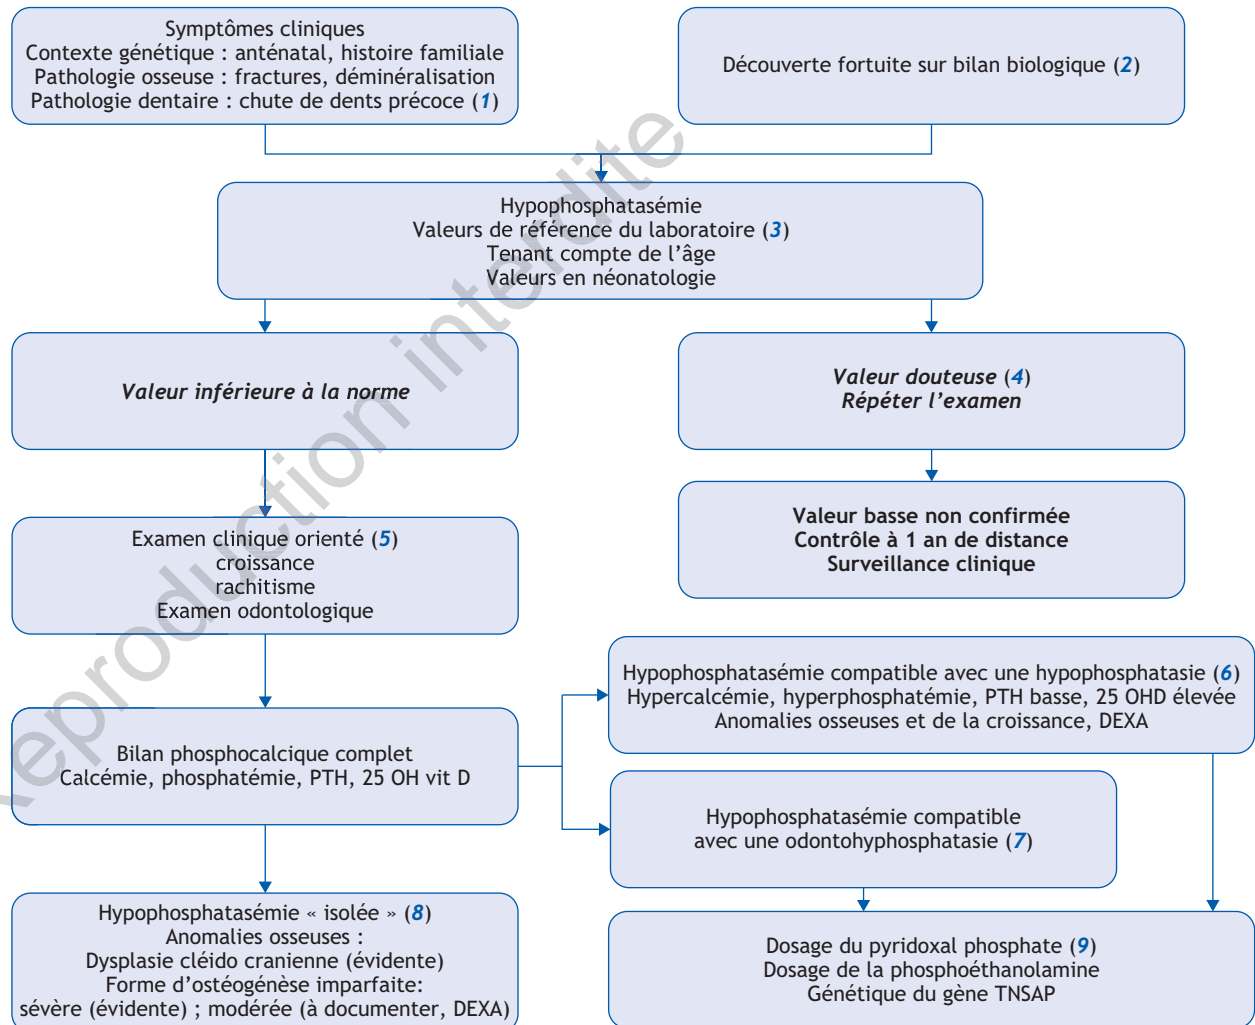 Symptômes cliniques
Contexte génétique : anténatal, histoire familiale
Pathologie osseuse : fractures, déminéralisation
Pathologie dentaire : chute de dents précoce (1)
Découverte fortuite sur bilan biologique (2)
Hypophosphatasémie
Valeurs de référence du laboratoire (3)
Tenant compte de l'âge
Valeurs en néonatologie
Valeur inférieure à la norme
Valeur douteuse (4)
Répéter l'examen
Valeur basse non confirmée
Contrôle à 1 an de distance
Surveillance clinique
Examen clinique orienté (5)
croissance
rachitisme
Examen odontologique
Hypophosphatasémie compatible avec une hypophosphatasie (6)
Hypercalcémie, hyperphosphatémie, PTH basse, 25 OHD élevée
Anomalies osseuses et de la croissance, DEXA
Bilan phosphocalcique complet
Calcémie, phosphatémie, PTH, 25 OH vit D
Hypophosphatasémie compatible
avec une odontohyphosphatasie (7)
Hypophosphatasémie « isolée » (8)
Anomalies osseuses :
Dysplasie cléido cranienne (évidente)
Forme d'ostéogénèse imparfaite:
sévère (évidente) ; modérée (à documenter, DEXA)
Dosage du pyridoxal phosphate (9)
Dosage de la phosphoéthanolamine
Génétique du gène TNSAP
Reproduction interdite